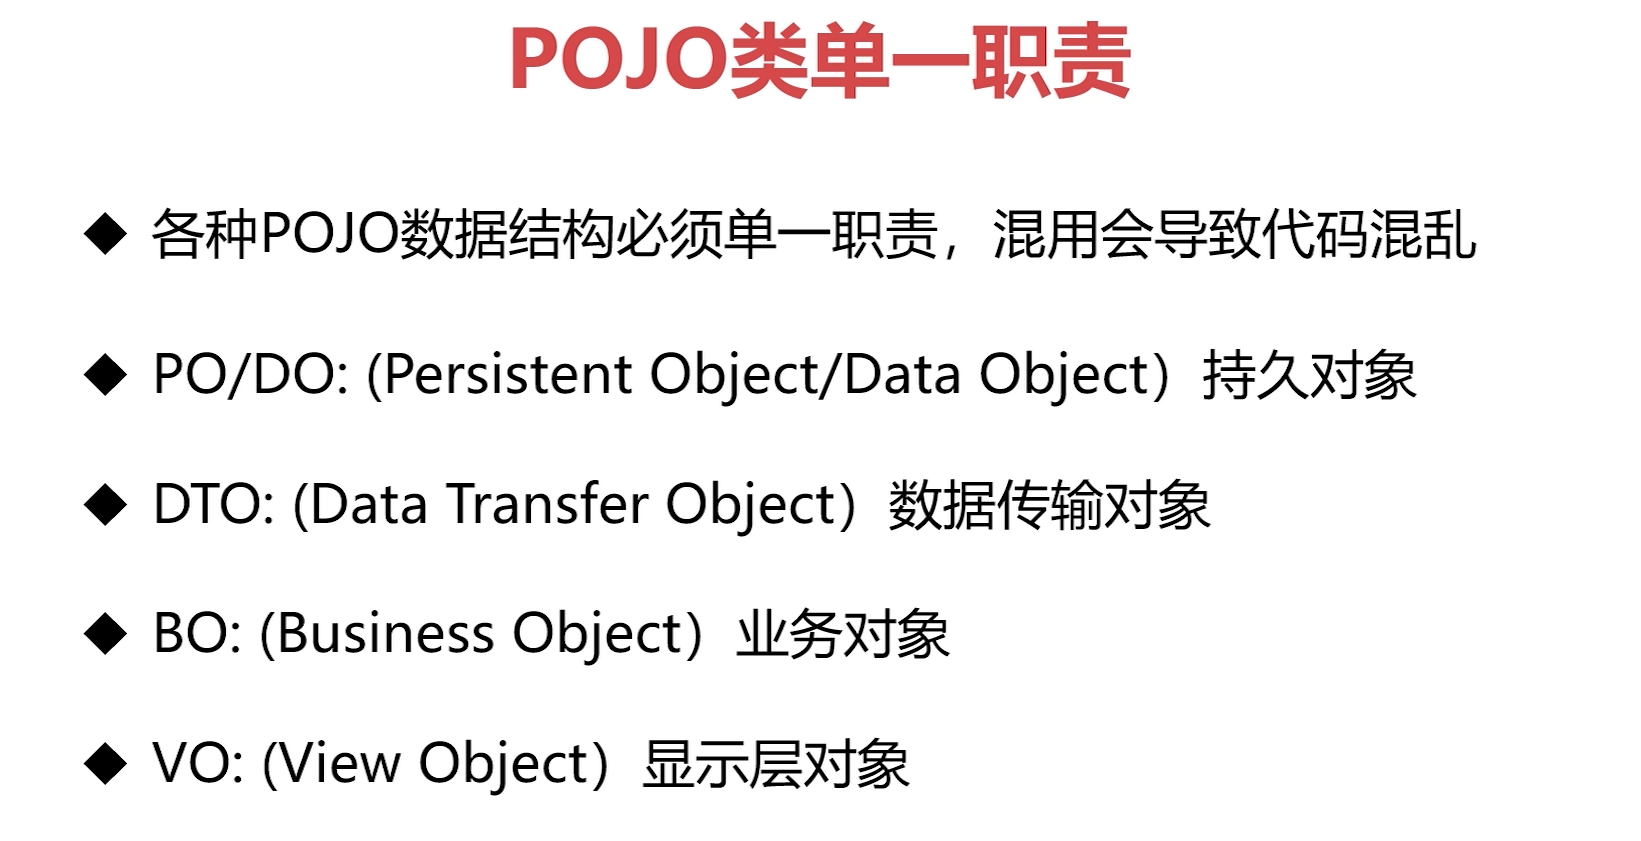 POJO类单一职责
◆ 各种POJO数据结构必须单一职责，混用会导致代码混乱
◆ PO/DO: (Persistent Object/Data Object）持久对象
◆ DTO: (Data Transfer Object）数据传输对象
◆ BO: (Business Object）业务对象
◆ VO: (View Object）显示层对象